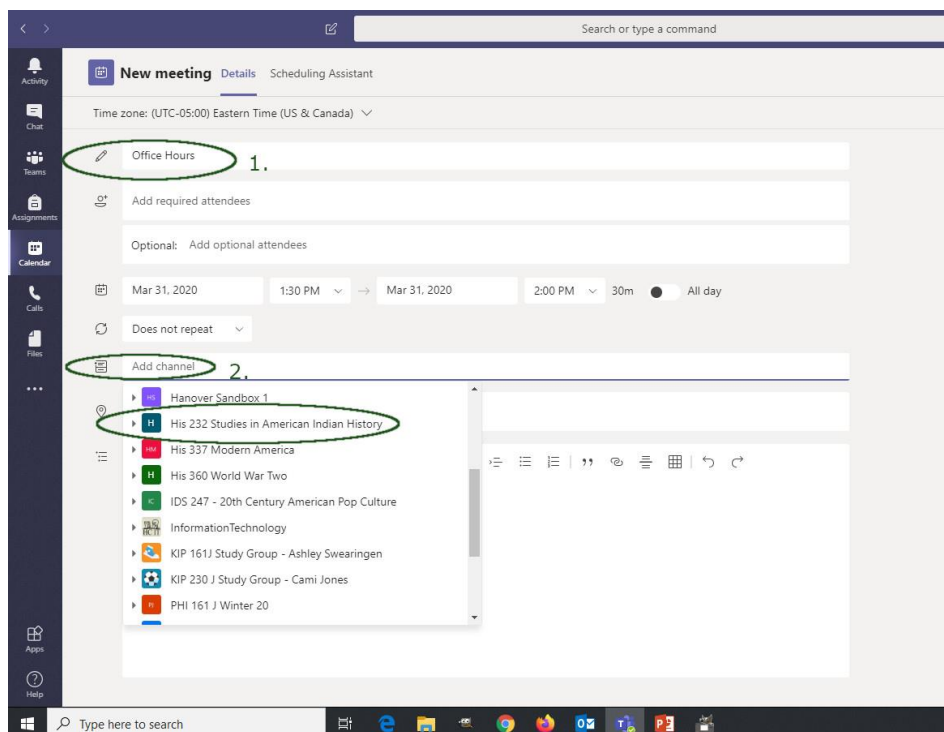 Search or type a command
Activity
Chat
Teams
Assignments
Calendar
Calls
Files
Apps
Help
New meeting Details Scheduling Assistant
Time zone: (UTC-05:00) Eastern Time (US & Canada)
Office Hours 1.
Add required attendees
Optional: Add optional attendees
Mar 31, 2020 1:30 PM → Mar 31, 2020 2:00 PM 30m All day
Does not repeat
Add channel 2.
HS Hanover Sandbox 1
H His 232 Studies in American Indian History
HM His 337 Modern America
H His 360 World War Two
IC IDS 247 - 20th Century American Pop Culture
InformationTechnology
KIP 161J Study Group - Ashley Swearingen
KIP 230 J Study Group - Cami Jones
PJ PHI 161 J Winter 20
Type here to search